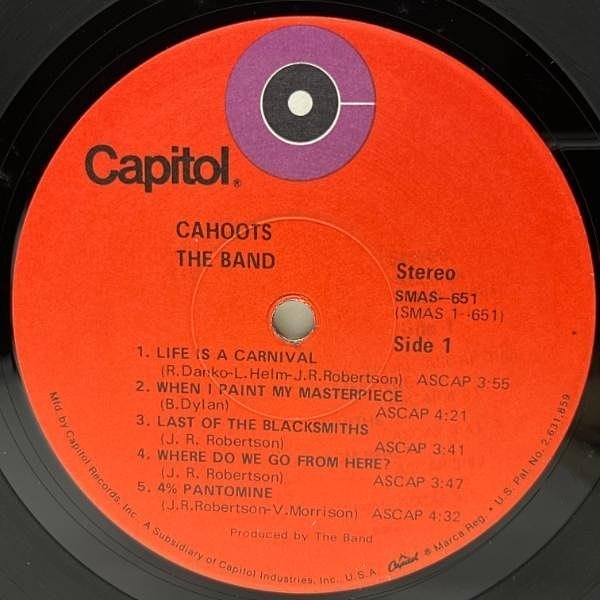 Capitol®
CAHOOTS
THE BAND
Stereo
SMAS-651
(SMAS 1-651)
Side 1
1. LIFE IS A CARNIVAL
(R.Danko-L.Helm-J.R.Robertson) ASCAP 3:55
2. WHEN I PAINT MY MASTERPIECE
(B.Dylan) ASCAP 4:21
3. LAST OF THE BLACKSMITHS
(J. R. Robertson) ASCAP 3:41
4. WHERE DO WE GO FROM HERE?
(J. R. Robertson) ASCAP 3:47
5. 4% PANTOMINE
(J.R.Robertson-V.Morrison) ASCAP 4:32
Produced by The Band
Mfd. by Capitol Records, Inc. A Subsidiary of Capitol Industries, Inc., U.S.A. Capitol ® Marca Reg. • U.S. Pat. No. 2,631,859